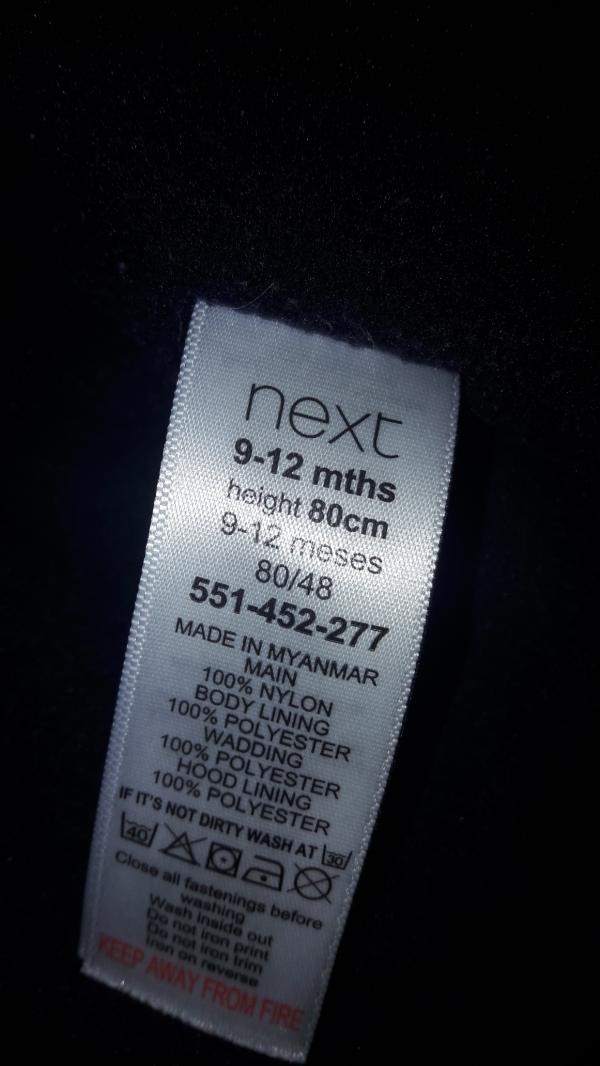 next
9-12 mths
height 80cm
9-12 meses
80/48
551-452-277
MADE IN MYANMAR
MAIN
100% NYLON
BODY LINING
100% POLYESTER
WADDING
100% POLYESTER
HOOD LINING
100% POLYESTER
IF IT'S NOT DIRTY WASH AT 30
40
Close all fastenings before
washing
Wash inside out
Do not iron print
Do not iron trim
Iron on reverse
KEEP AWAY FROM FIRE